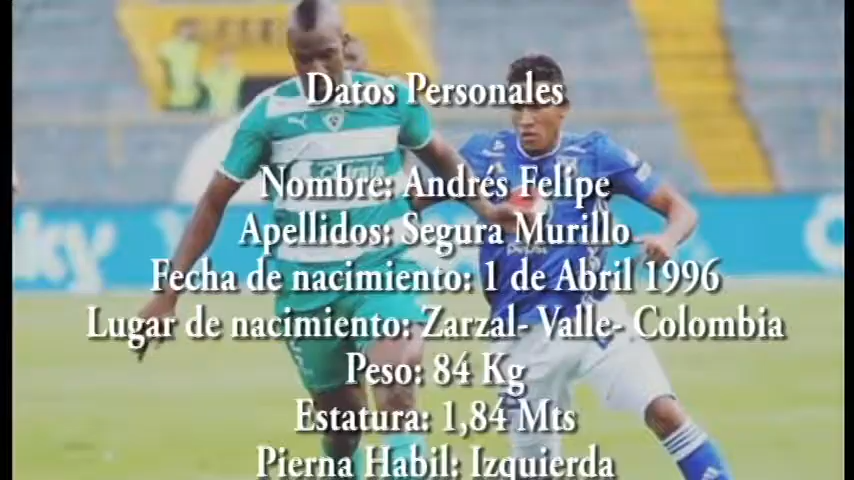 Datos Personales
Nombre: Andrés Felipe
Apellidos: Segura Murillo
Fecha de nacimiento: 1 de Abril 1996
Lugar de nacimiento: Zarzal- Valle- Colombia
Peso: 84 Kg
Estatura: 1,84 Mts
Pierna Habil: Izquierda